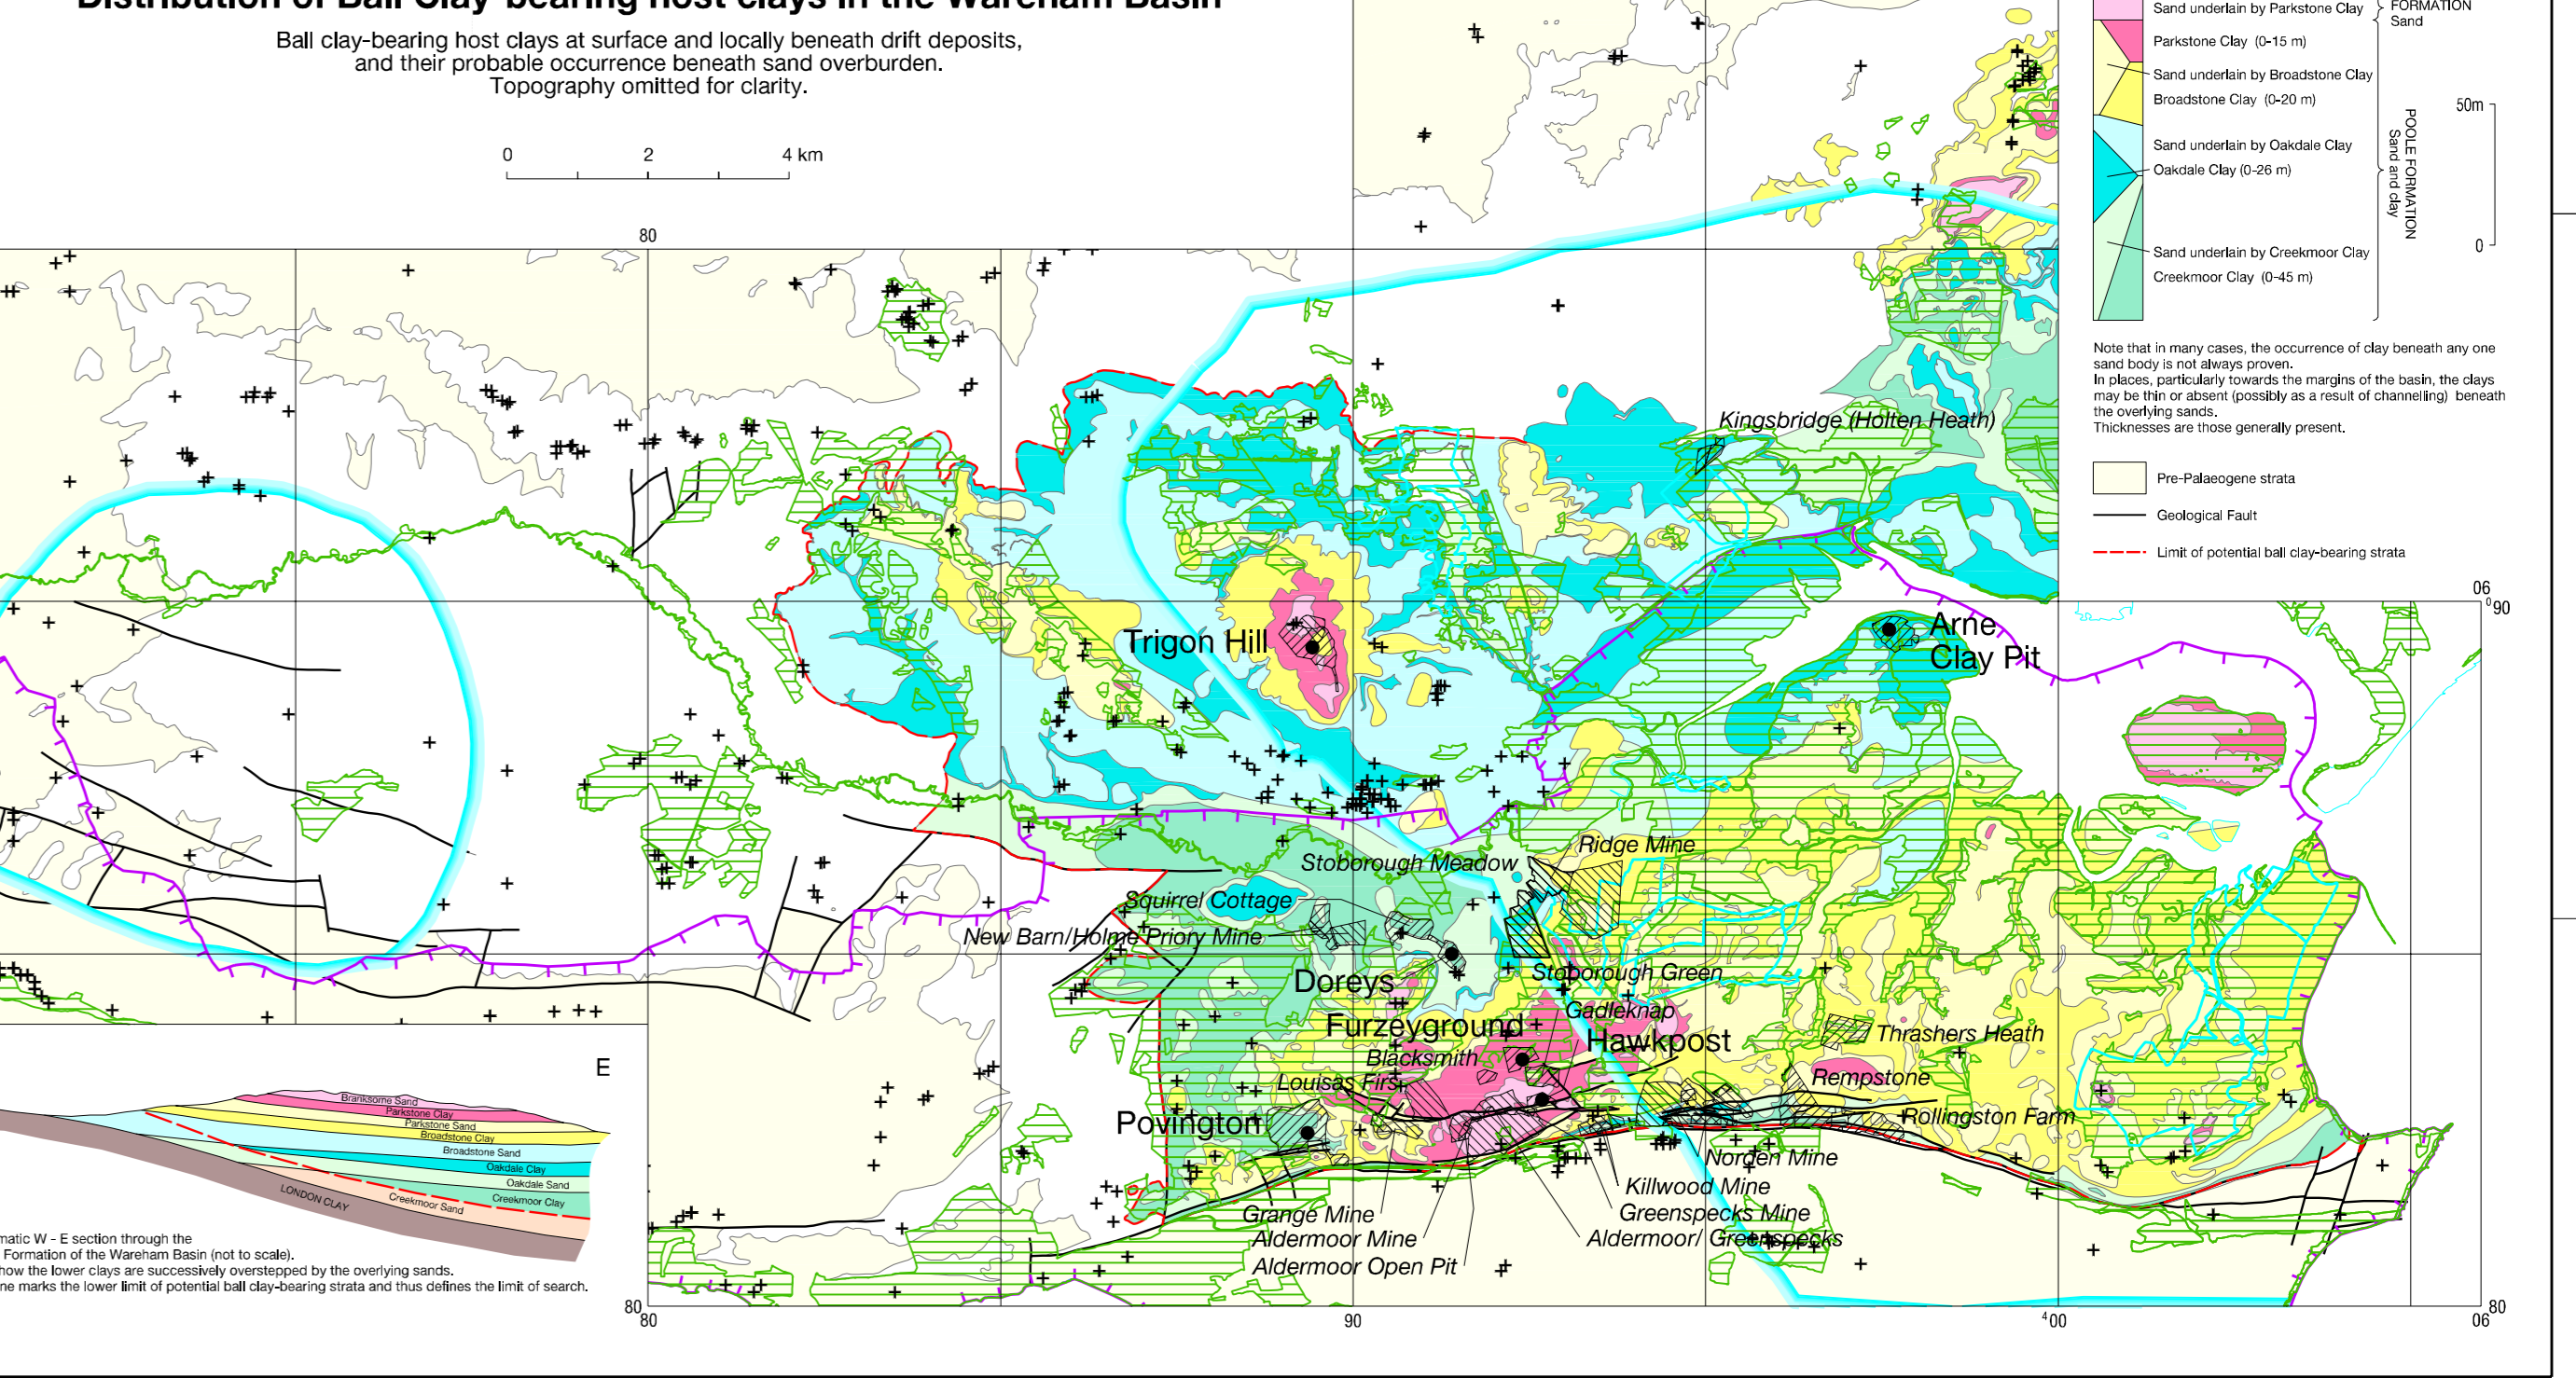 Distribution of Ball Clay-bearing host clays in the Wareham Basin
Ball clay-bearing host clays at surface and locally beneath drift deposits,
and their probable occurrence beneath sand overburden.
Topography omitted for clarity.
0 2 4 km
Sand underlain by Parkstone Clay
FORMATION
Sand
Parkstone Clay (0-15 m)
Sand underlain by Broadstone Clay
Broadstone Clay (0-20 m)
Sand underlain by Oakdale Clay
Oakdale Clay (0-26 m)
Sand underlain by Creekmoor Clay
Creekmoor Clay (0-45 m)
POOLE FORMATION
Sand and clay
50m
0
Note that in many cases, the occurrence of clay beneath any one
sand body is not always proven.
In places, particularly towards the margins of the basin, the clays
may be thin or absent (possibly as a result of channelling) beneath
the overlying sands.
Thicknesses are those generally present.
Pre-Palaeogene strata
Geological Fault
Limit of potential ball clay-bearing strata
80
06
090
Kingsbridge (Holten Heath)
Trigon Hill
Arne
Clay Pit
Ridge Mine
Stoborough Meadow
Squirrel Cottage
New Barn/Holme Priory Mine
Doreys
Stoborough Green
Gadleknap
Furzeyground
Hawkpost
Thrashers Heath
Blacksmith
Louisas Firs
Rempstone
Povington
Rollingston Farm
Norden Mine
Killwood Mine
Grange Mine
Greenspecks Mine
Aldermoor Mine
Aldermoor/ Greenspecks
Aldermoor Open Pit
80
80
90
400
06
80
E
Branksome Sand
Parkstone Clay
Parkstone Sand
Broadstone Clay
Broadstone Sand
Oakdale Clay
Oakdale Sand
Creekmoor Clay
Creekmoor Sand
LONDON CLAY
matic W - E section through the
Formation of the Wareham Basin (not to scale).
how the lower clays are successively overstepped by the overlying sands.
ne marks the lower limit of potential ball clay-bearing strata and thus defines the limit of search.